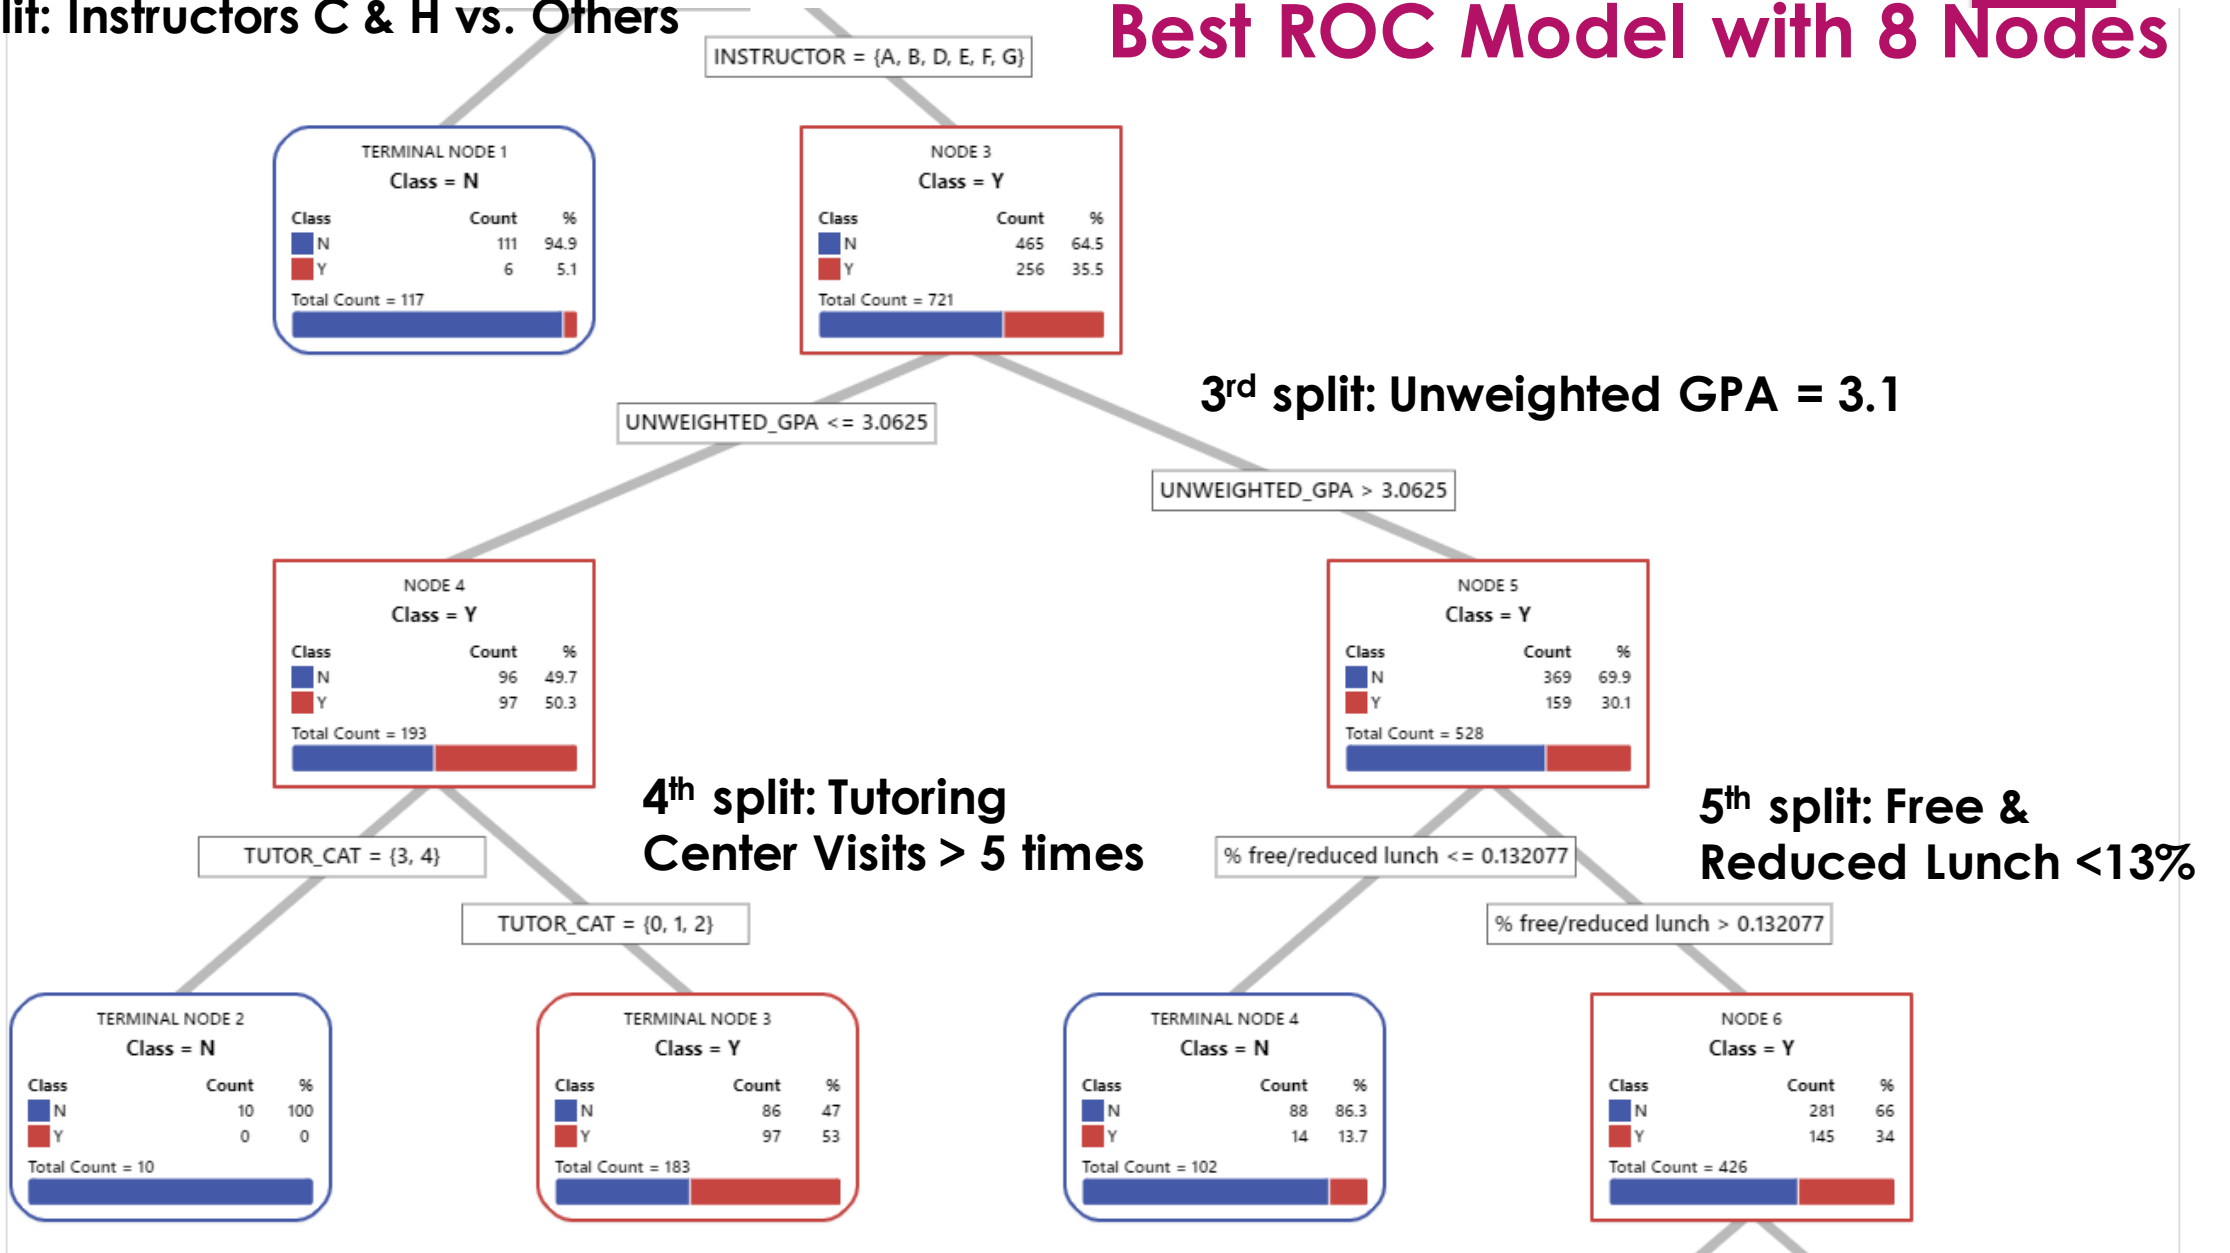 lit: Instructors C & H vs. Others
Best ROC Model with 8 Nodes
INSTRUCTOR = {A, B, D, E, F, G}
TERMINAL NODE 1
Class = N
Class Count %
N 111 94.9
Y 6 5.1
Total Count = 117
NODE 3
Class = Y
Class Count %
N 465 64.5
Y 256 35.5
Total Count = 721
3rd split: Unweighted GPA = 3.1
UNWEIGHTED_GPA <= 3.0625
UNWEIGHTED_GPA > 3.0625
NODE 4
Class = Y
Class Count %
N 96 49.7
Y 97 50.3
Total Count = 193
NODE 5
Class = Y
Class Count %
N 369 69.9
Y 159 30.1
Total Count = 528
4th split: Tutoring
Center Visits > 5 times
5th split: Free &
Reduced Lunch <13%
TUTOR_CAT = {3, 4}
TUTOR_CAT = {0, 1, 2}
% free/reduced lunch <= 0.132077
% free/reduced lunch > 0.132077
TERMINAL NODE 2
Class = N
Class Count %
N 10 100
Y 0 0
Total Count = 10
TERMINAL NODE 3
Class = Y
Class Count %
N 86 47
Y 97 53
Total Count = 183
TERMINAL NODE 4
Class = N
Class Count %
N 88 86.3
Y 14 13.7
Total Count = 102
NODE 6
Class = Y
Class Count %
N 281 66
Y 145 34
Total Count = 426